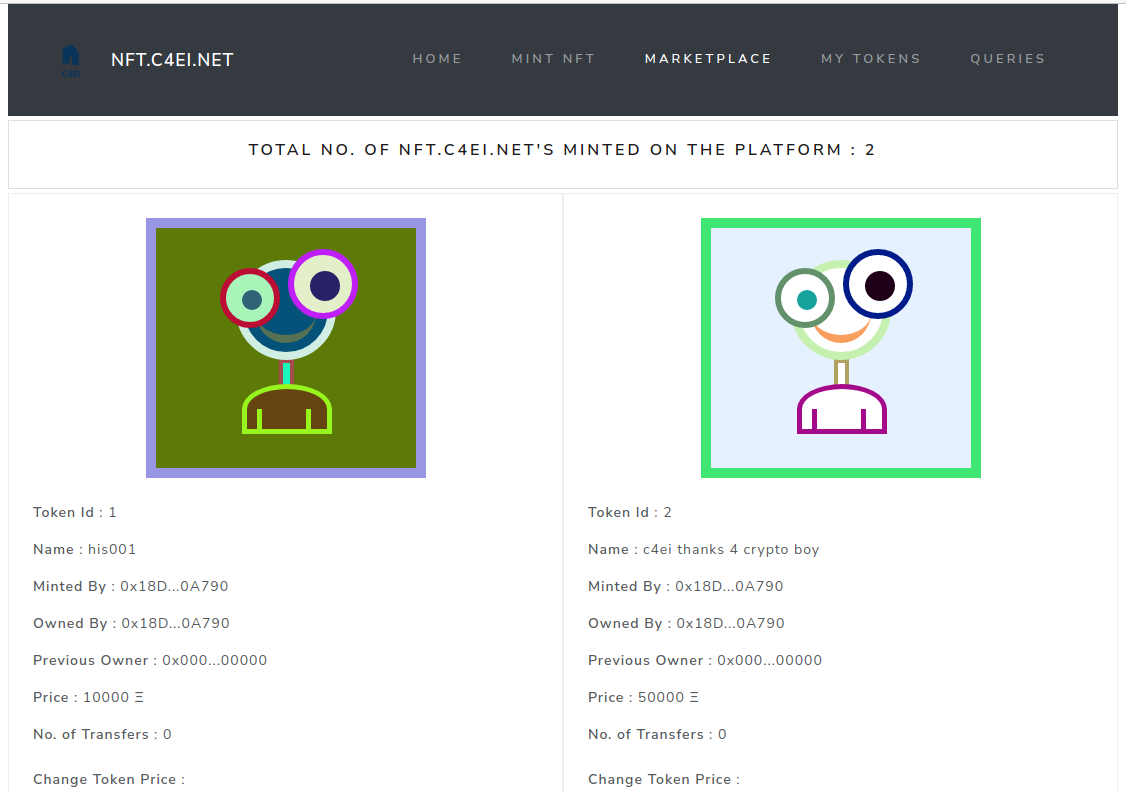 C4EI
NFT.C4EI.NET
HOME
MINT NFT
MARKETPLACE
MY TOKENS
QUERIES
TOTAL NO. OF NFT.C4EI.NET'S MINTED ON THE PLATFORM : 2
Token Id : 1
Name : his001
Minted By : 0x18D...0A790
Owned By : 0x18D...0A790
Previous Owner : 0x000...00000
Price : 10000 Ξ
No. of Transfers : 0
Change Token Price :
Token Id : 2
Name : c4ei thanks 4 crypto boy
Minted By : 0x18D...0A790
Owned By : 0x18D...0A790
Previous Owner : 0x000...00000
Price : 50000 Ξ
No. of Transfers : 0
Change Token Price :